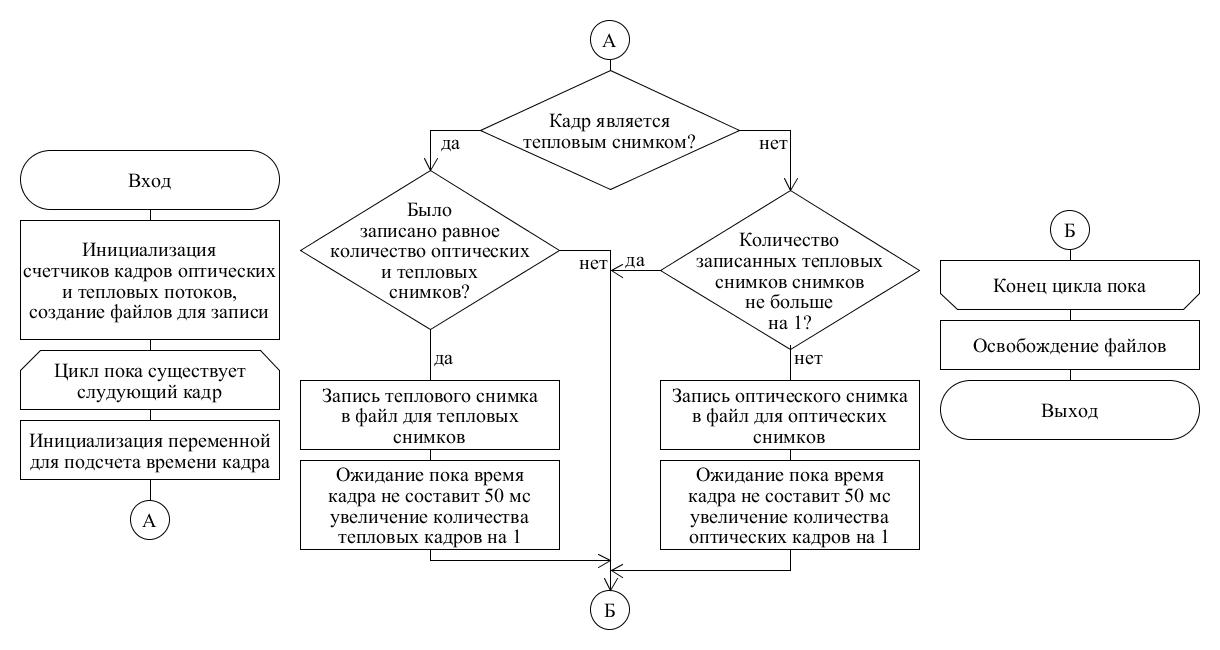 Вход
Инициализация
счетчиков кадров оптических
и тепловых потоков,
создание файлов для записи
Цикл пока существует
слудующий кадр
Инициализация переменной
для подсчета времени кадра
А
А
Кадр является
тепловым снимком?
да
нет
Было
записано равное
количество оптических
и тепловых
снимков?
нет
да
Количество
записанных тепловых
снимков снимков
не больше
на 1?
да
нет
Запись теплового снимка
в файл для тепловых
снимков
Запись оптического снимка
в файл для оптических
снимков
Ожидание пока время
кадра не составит 50 мс
увеличение количества
тепловых кадров на 1
Ожидание пока время
кадра не составит 50 мс
увеличение количества
оптических кадров на 1
Б
Б
Конец цикла пока
Освобождение файлов
Выход